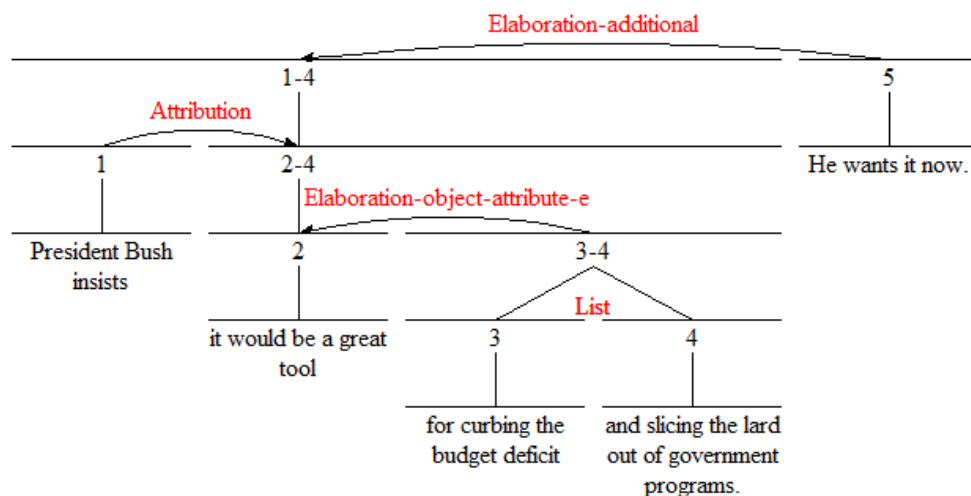 Elaboration-additional
1-4
5
Attribution
1
2-4
He wants it now.
Elaboration-object-attribute-e
President Bush
insists
2
3-4
List
it would be a great
tool
3
4
for curbing the
budget deficit
and slicing the lard
out of government
programs.